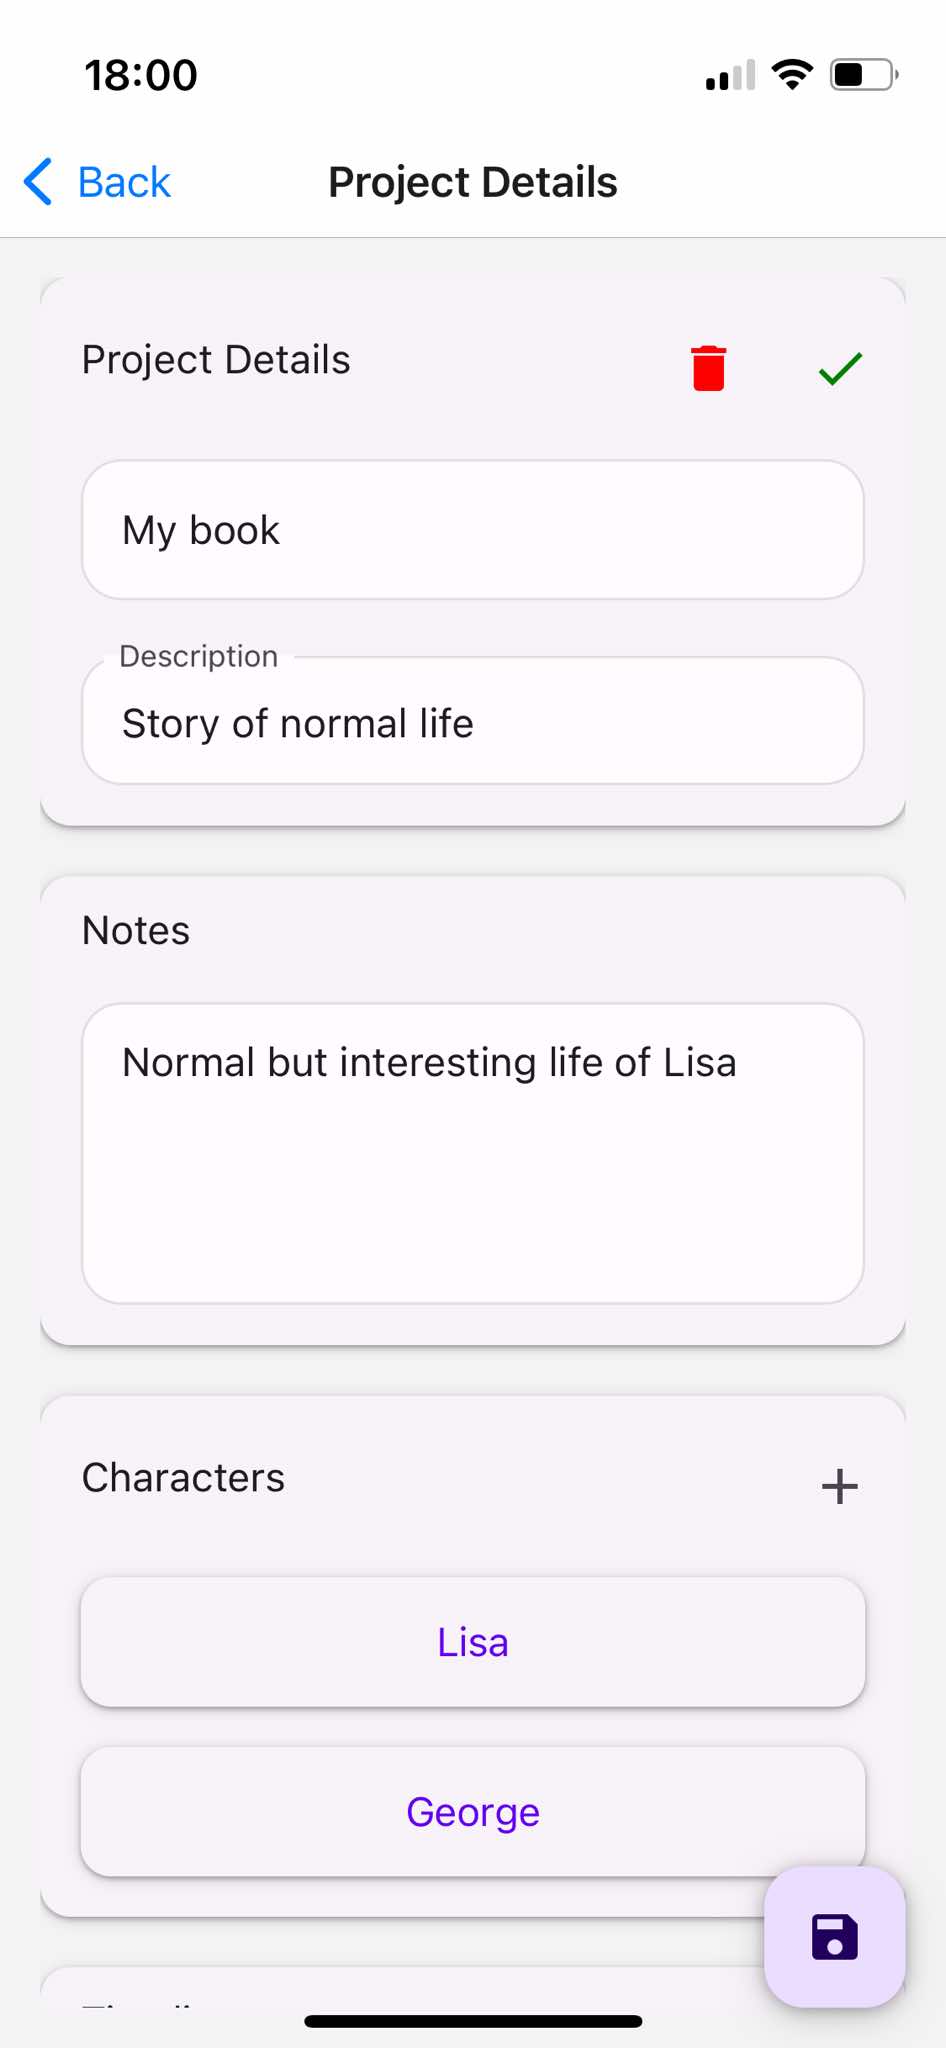 18:00
Back
Project Details
Project Details
My book
Description
Story of normal life
Notes
Normal but interesting life of Lisa
Characters
Lisa
George